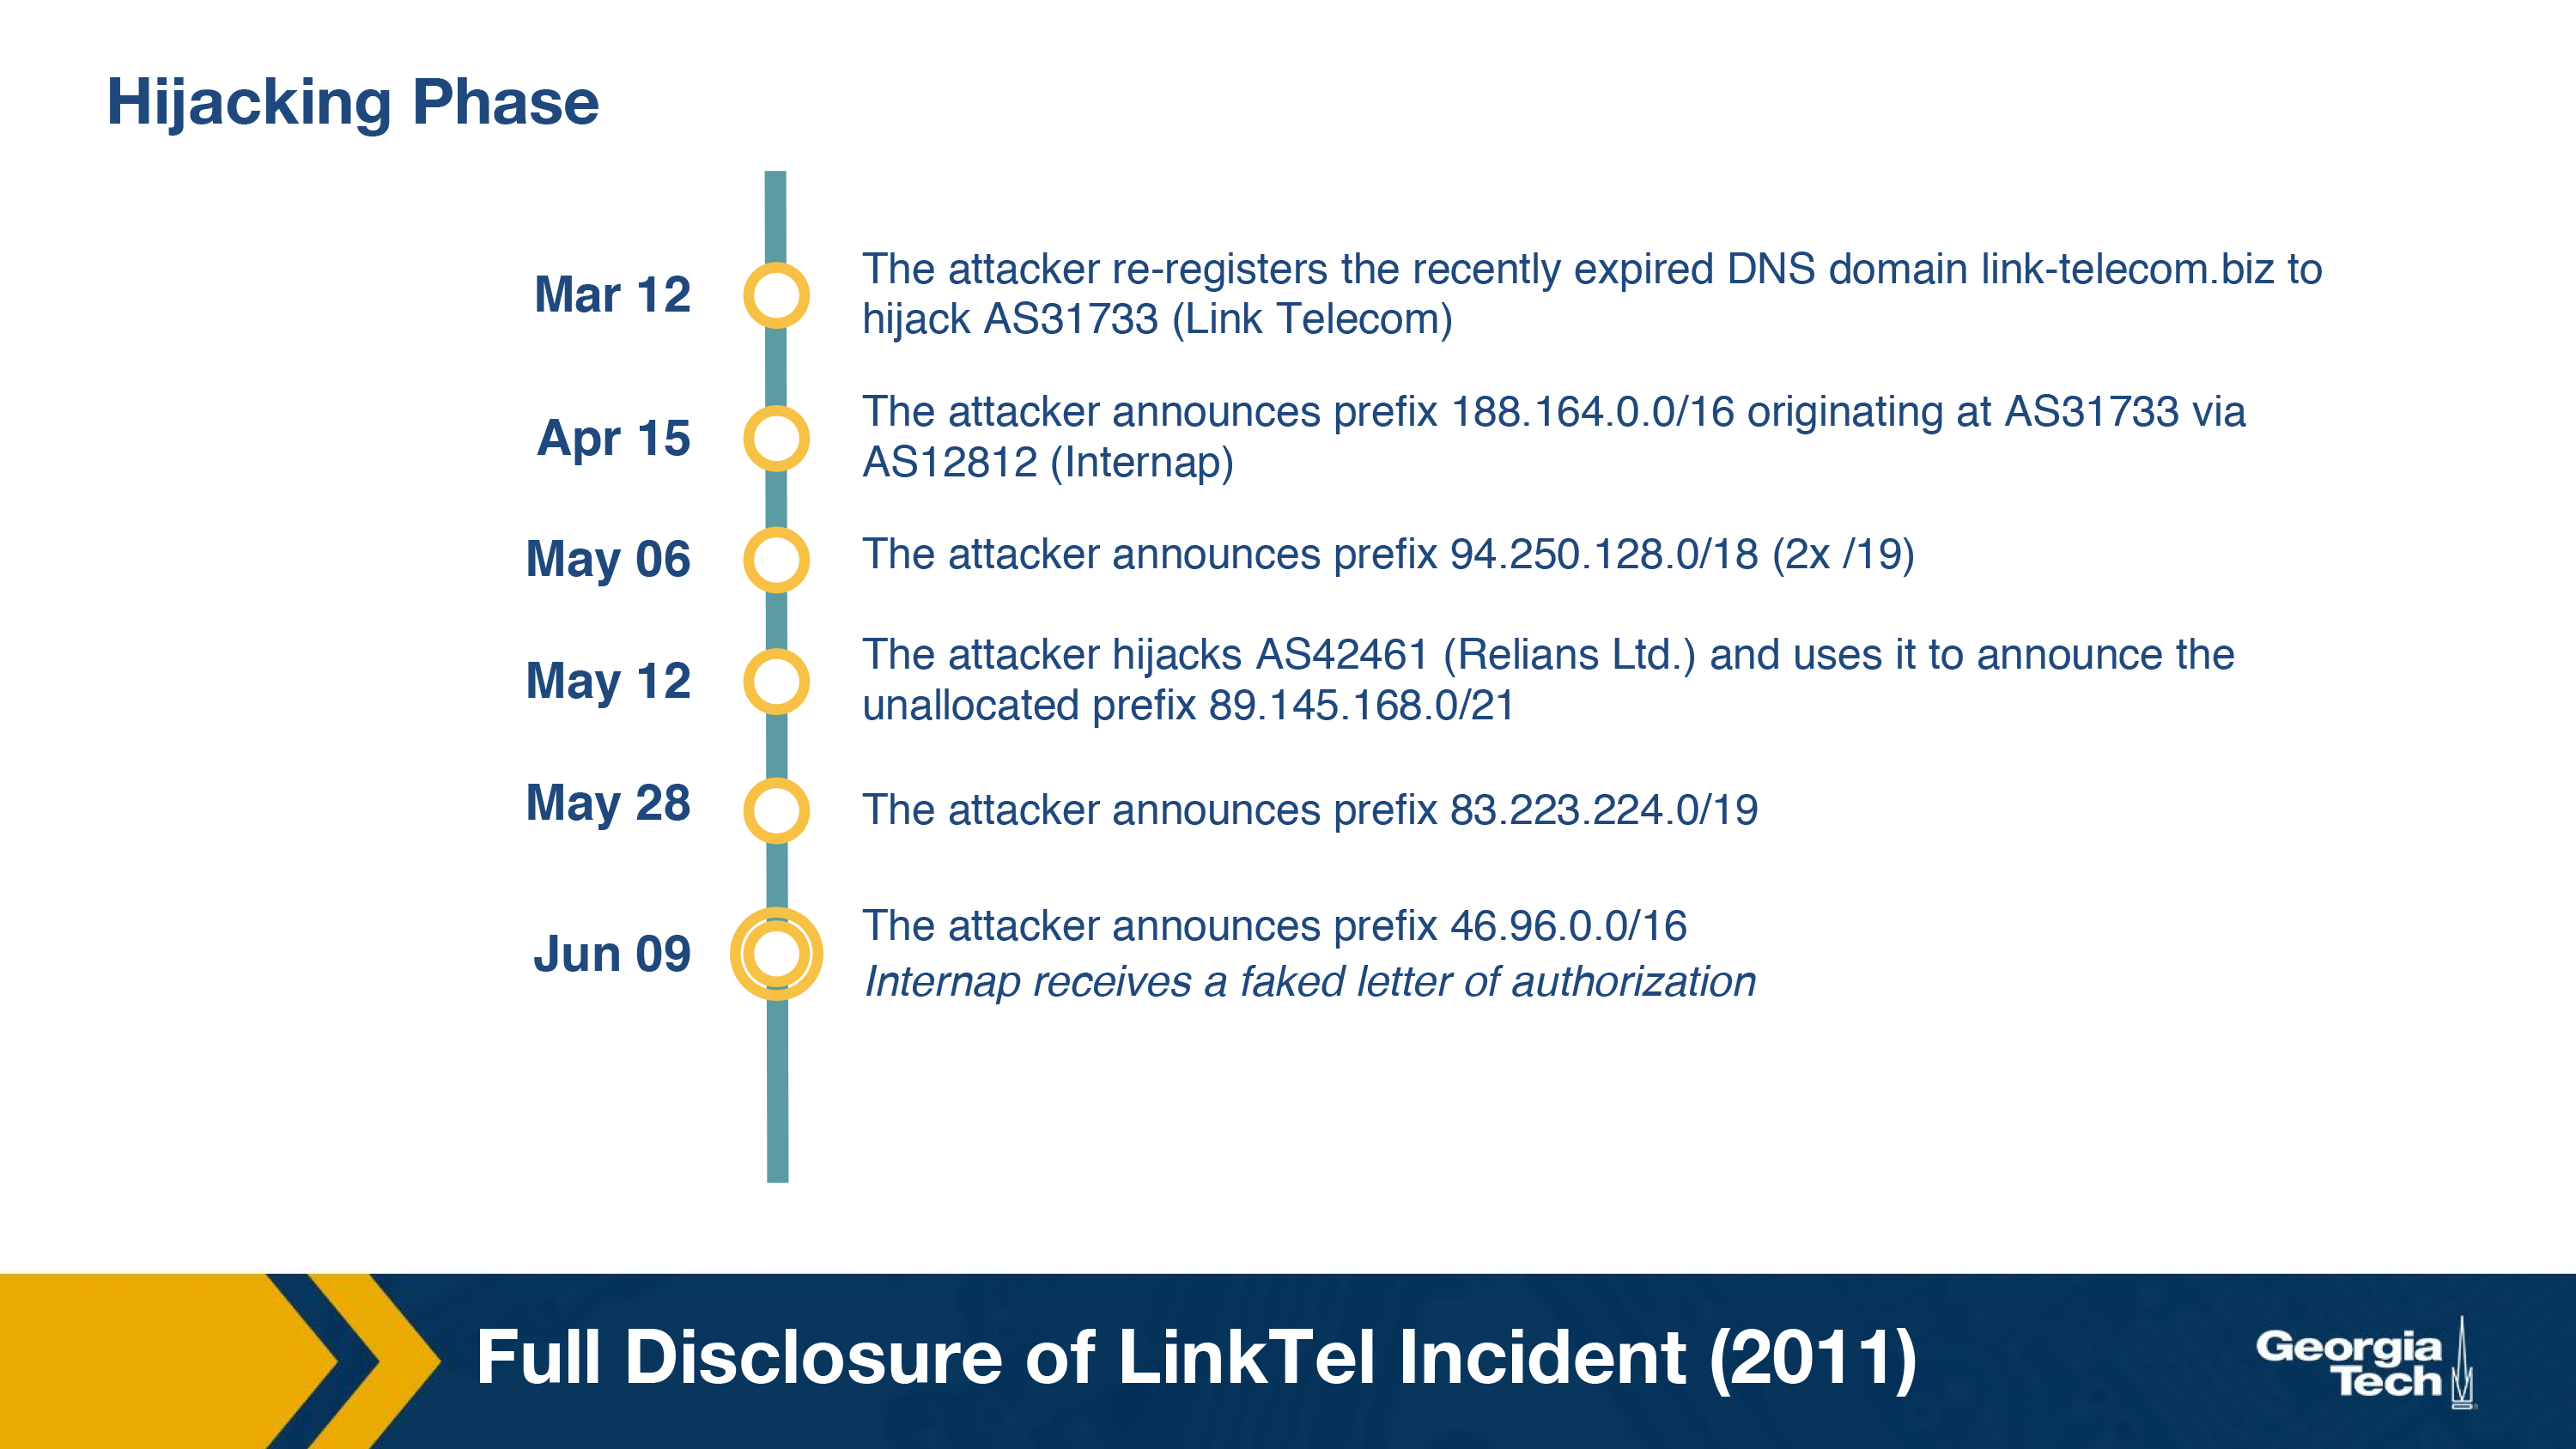 Hijacking Phase
Mar 12
The attacker re-registers the recently expired DNS domain link-telecom.biz to
hijack AS31733 (Link Telecom)
Apr 15
The attacker announces prefix 188.164.0.0/16 originating at AS31733 via
AS12812 (Internap)
May 06
The attacker announces prefix 94.250.128.0/18 (2x /19)
May 12
The attacker hijacks AS42461 (Relians Ltd.) and uses it to announce the
unallocated prefix 89.145.168.0/21
May 28
The attacker announces prefix 83.223.224.0/19
Jun 09
The attacker announces prefix 46.96.0.0/16
Internap receives a faked letter of authorization
Full Disclosure of LinkTel Incident (2011)
Georgia
Tech